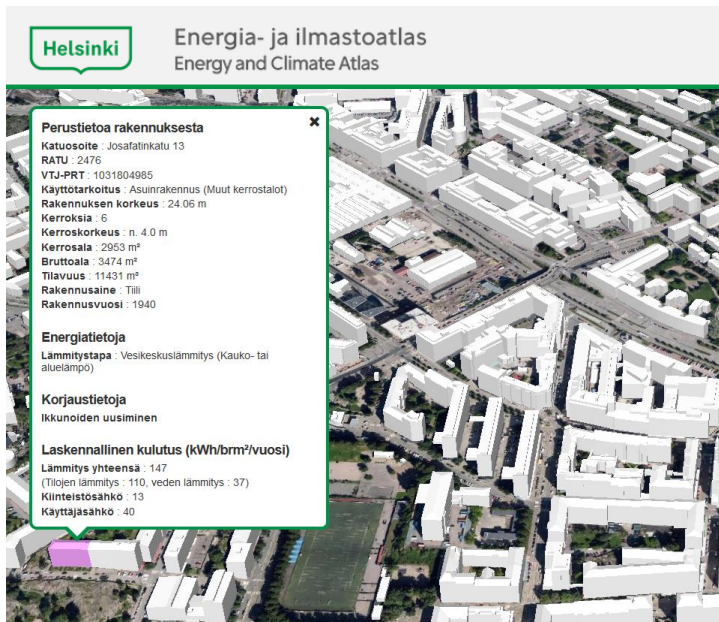 Helsinki
Energia- ja ilmastoatlas
Energy and Climate Atlas
Perustietoa rakennuksesta
Katuosoite : Josafatinkatu 13
RATU : 2476
VTJ-PRT : 1031804985
Käyttötarkoitus : Asuinrakennus (Muut kerrostalot)
Rakennuksen korkeus : 24.06 m
Kerroksia : 6
Kerroskorkeus : n. 4.0 m
Kerrosala : 2953 m²
Bruttoala : 3474 m²
Tilavuus : 11431 m³
Rakennusaine : Tiili
Rakennusvuosi : 1940
Energiatietoja
Lämmitystapa : Vesikeskuslämmitys (Kauko- tai
aluelämpö)
Korjaustietoja
Ikkunoiden uusiminen
Laskennallinen kulutus (kWh/brm²/vuosi)
Lämmitys yhteensä : 147
(Tilojen lämmitys : 110, veden lämmitys : 37)
Kiinteistösähkö : 13
Käyttäjäsähkö : 40